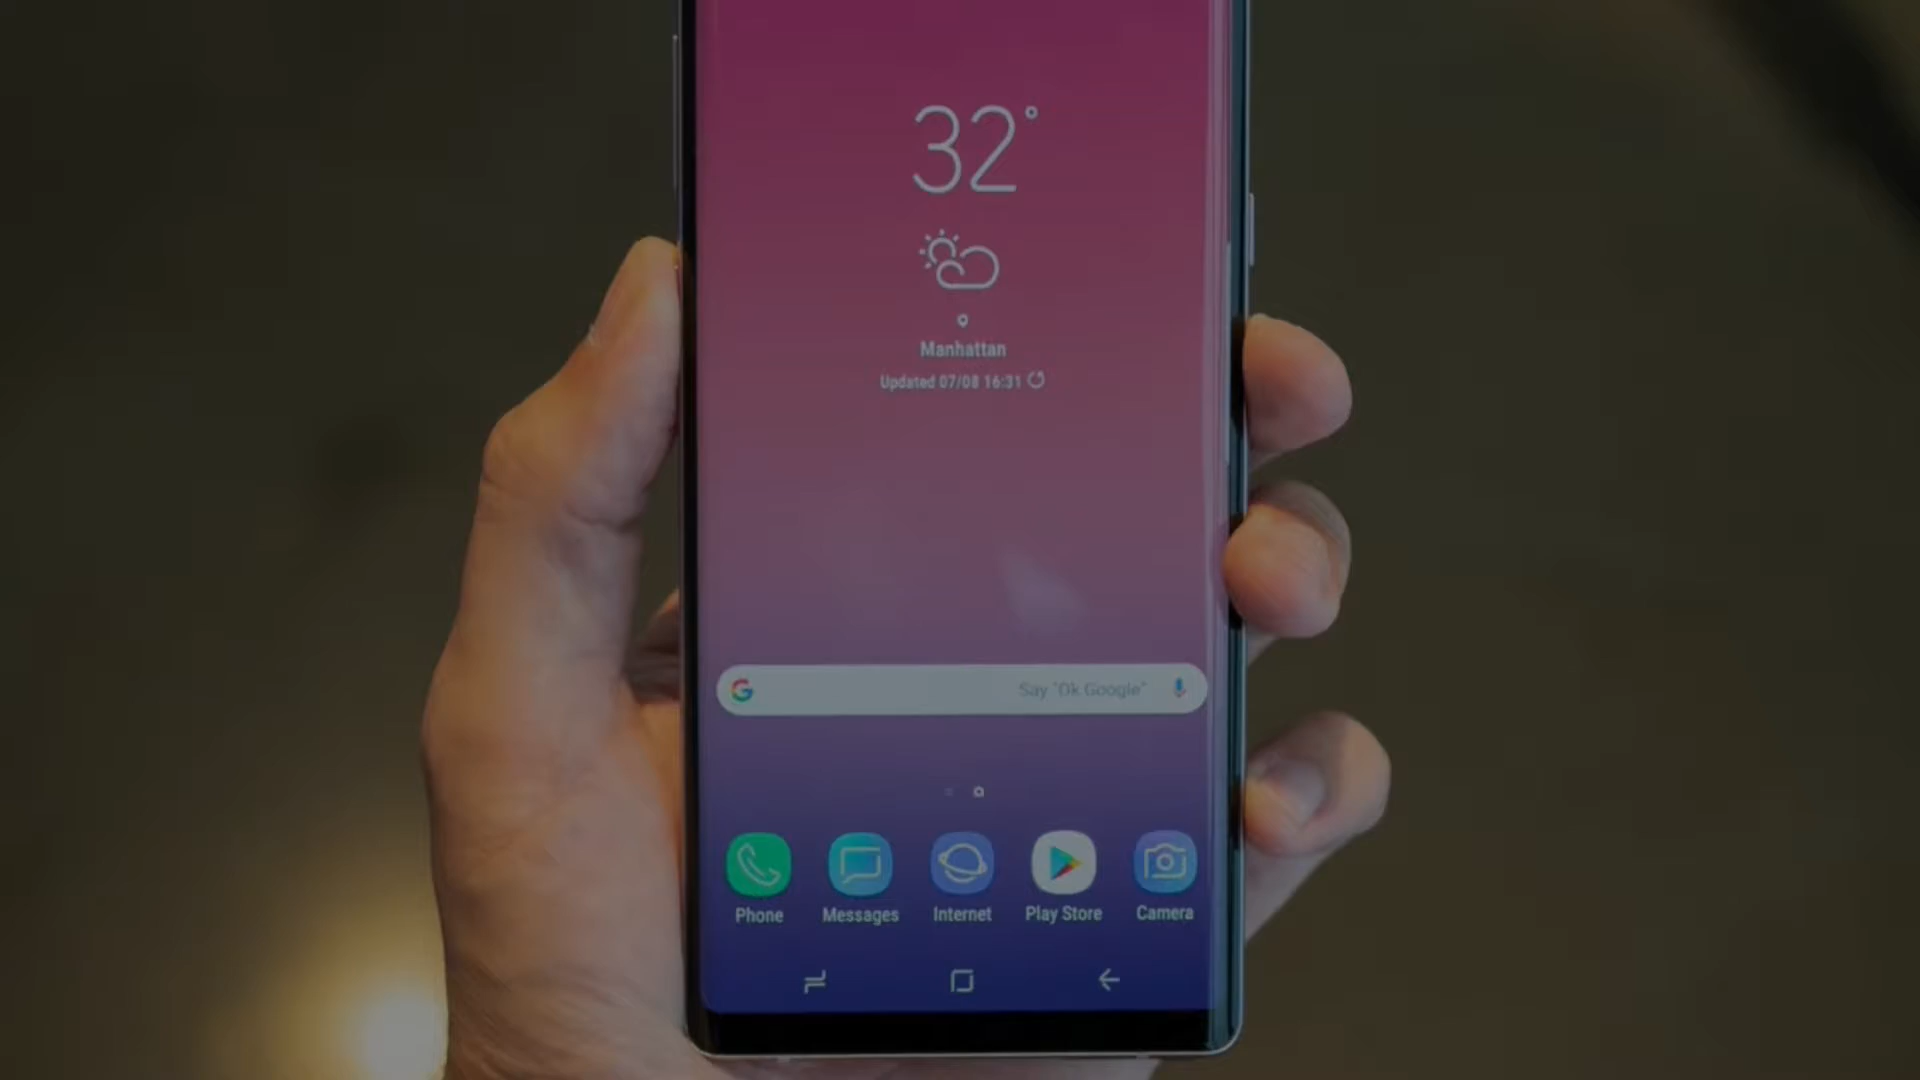 32°
Manhattan
Updated 07/08 16:31
Say "Ok Google"
Phone Messages Internet Play Store Camera